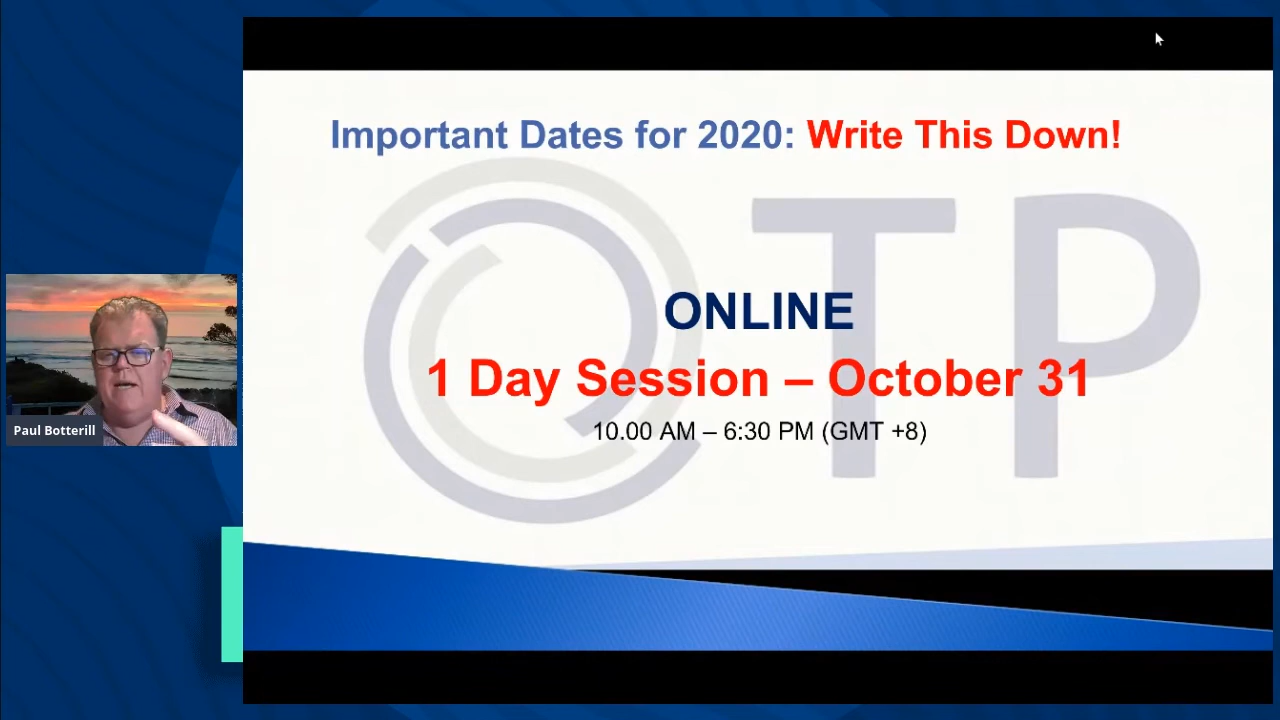 Important Dates for 2020: Write This Down!
OTP
ONLINE
1 Day Session – October 31
10.00 AM – 6:30 PM (GMT +8)
Paul Botterill